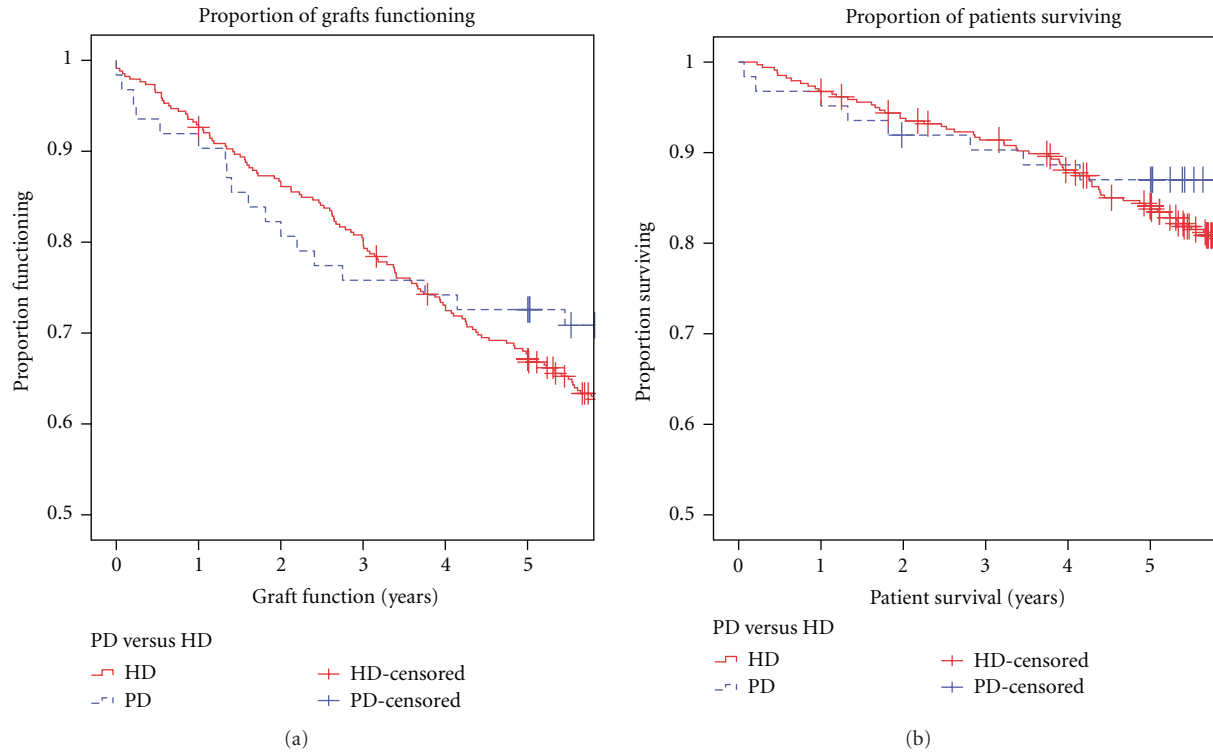 Proportion of grafts functioning
1
0.9
0.8
0.7
0.6
0.5
Proportion functioning
0 1 2 3 4 5
Graft function (years)
PD versus HD
HD HD-censored
PD PD-censored
(a)
Proportion of patients surviving
1
0.9
0.8
0.7
0.6
0.5
Proportion surviving
0 1 2 3 4 5
Patient survival (years)
PD versus HD
HD HD-censored
PD PD-censored
(b)